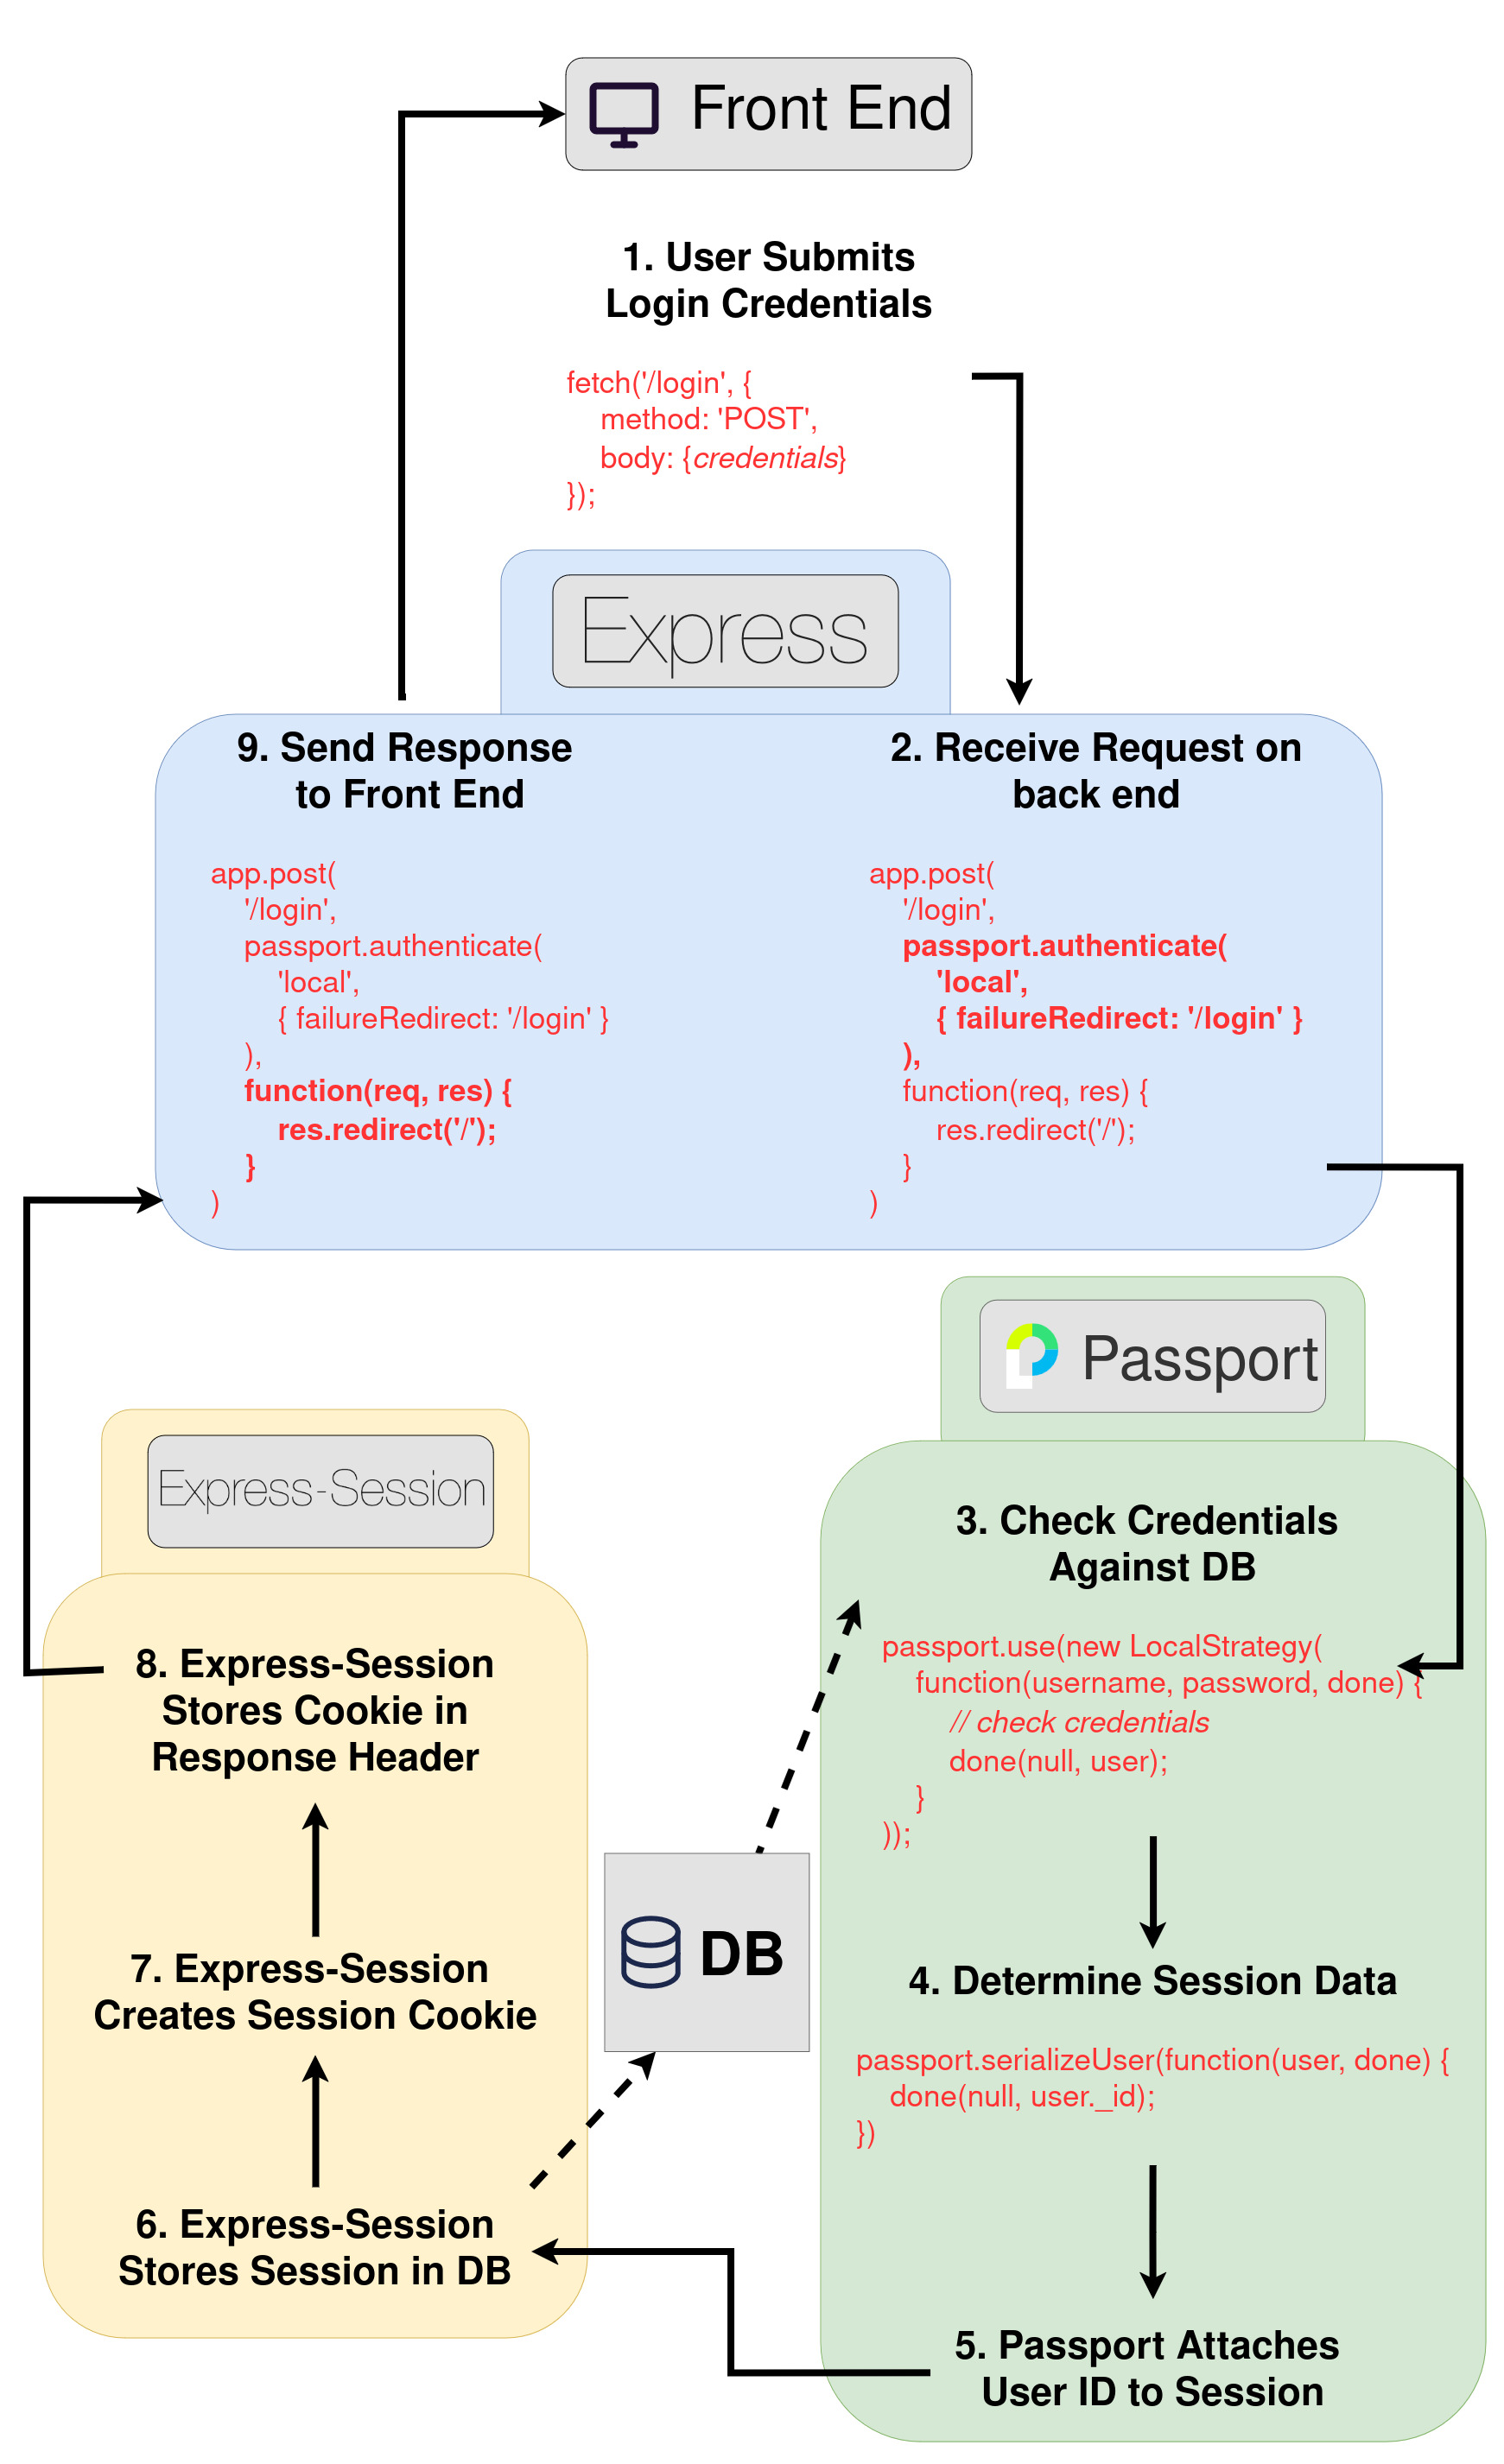 Front End
1. User Submits
Login Credentials
fetch('/login', {
method: 'POST',
body: {credentials}
});
Express
9. Send Response
to Front End
app.post(
'/login',
passport.authenticate(
'local',
{ failureRedirect: '/login' }
),
function(req, res) {
res.redirect('/');
}
)
2. Receive Request on
back end
app.post(
'/login',
passport.authenticate(
'local',
{ failureRedirect: '/login' }
),
function(req, res) {
res.redirect('/');
}
)
Passport
3. Check Credentials
Against DB
passport.use(new LocalStrategy(
function(username, password, done) {
// check credentials
done(null, user);
}
));
4. Determine Session Data
passport.serializeUser(function(user, done) {
done(null, user._id);
})
5. Passport Attaches
User ID to Session
Express-Session
8. Express-Session
Stores Cookie in
Response Header
7. Express-Session
Creates Session Cookie
6. Express-Session
Stores Session in DB
DB